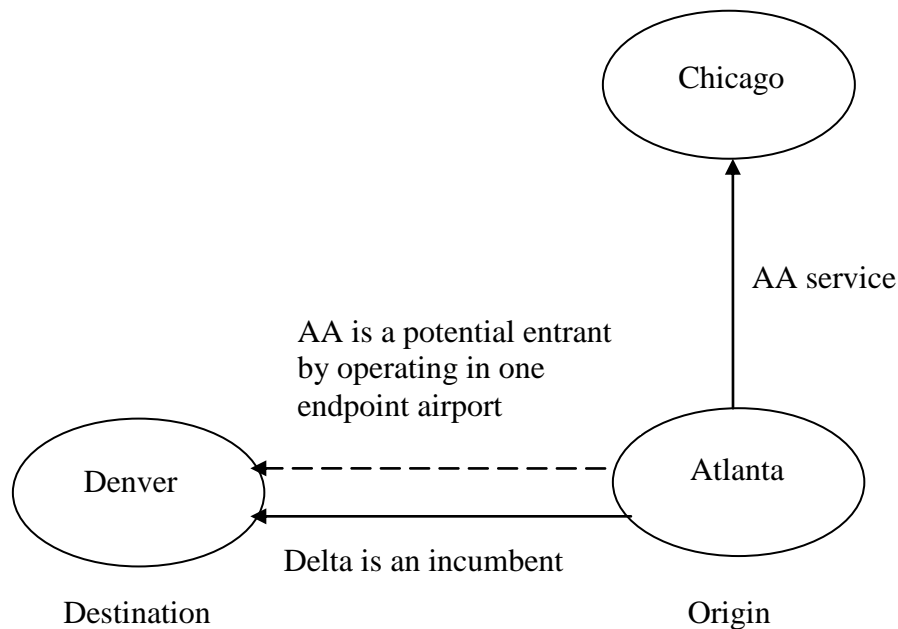 Chicago
AA service
AA is a potential entrant
by operating in one
endpoint airport
Denver
Atlanta
Delta is an incumbent
Destination
Origin